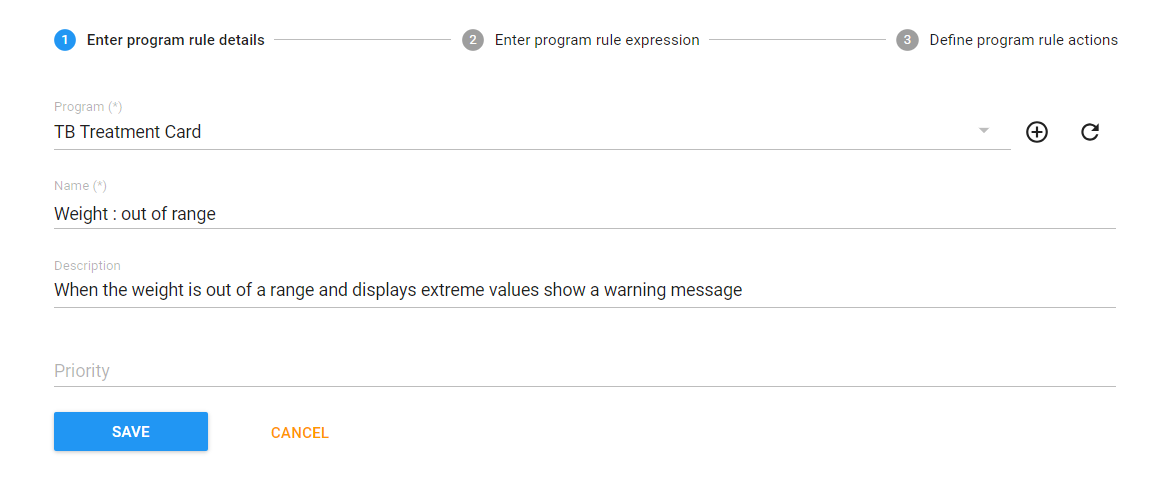 1 Enter program rule details 2 Enter program rule expression 3 Define program rule actions
Program (*)
TB Treatment Card
Name (*)
Weight : out of range
Description
When the weight is out of a range and displays extreme values show a warning message
Priority
SAVE CANCEL